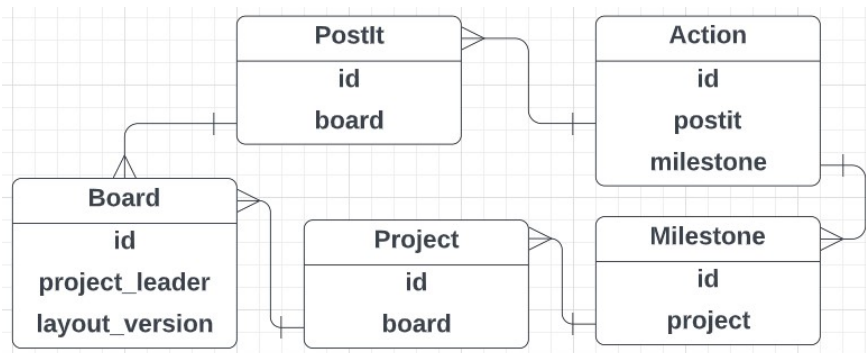 PostIt
id
board
Action
id
postit
milestone
Board
id
project_leader
layout_version
Project
id
board
Milestone
id
project